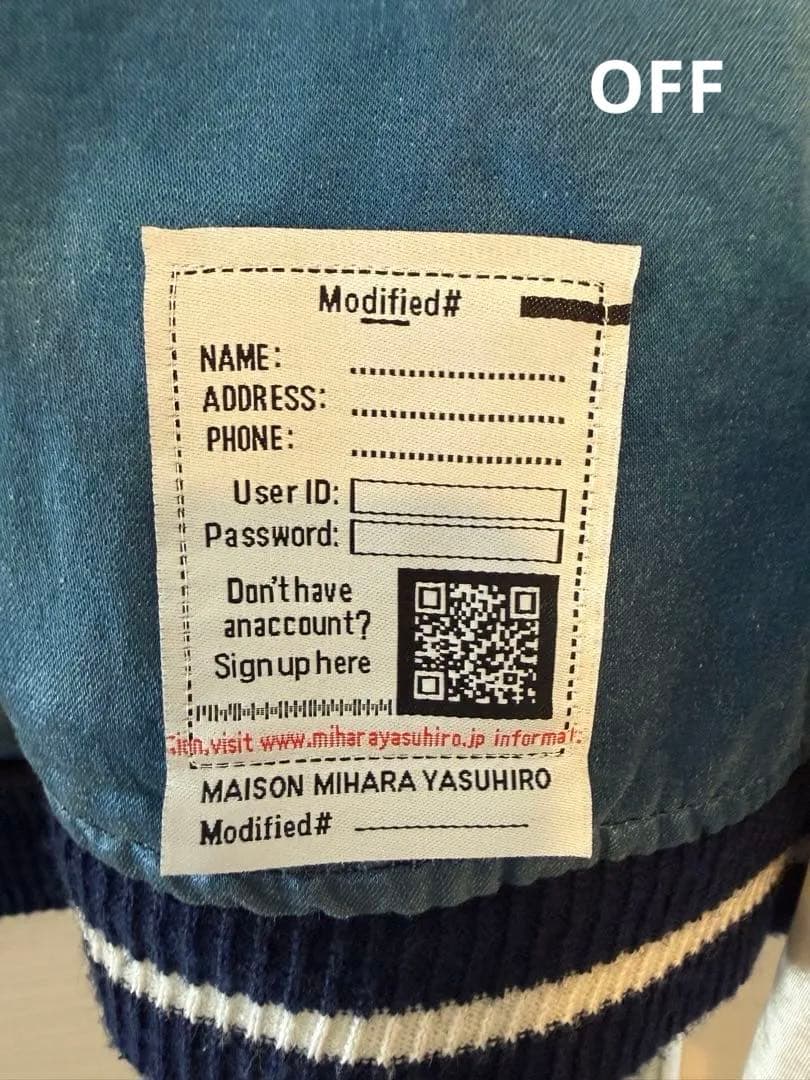 OFF
Modified#
NAME:
ADDRESS:
PHONE:
User ID:
Password:
Don't have
anaccount?
Sign up here
visit www.miharayasuhiro.jp
MAISON MIHARA YASUHIRO
Modified#